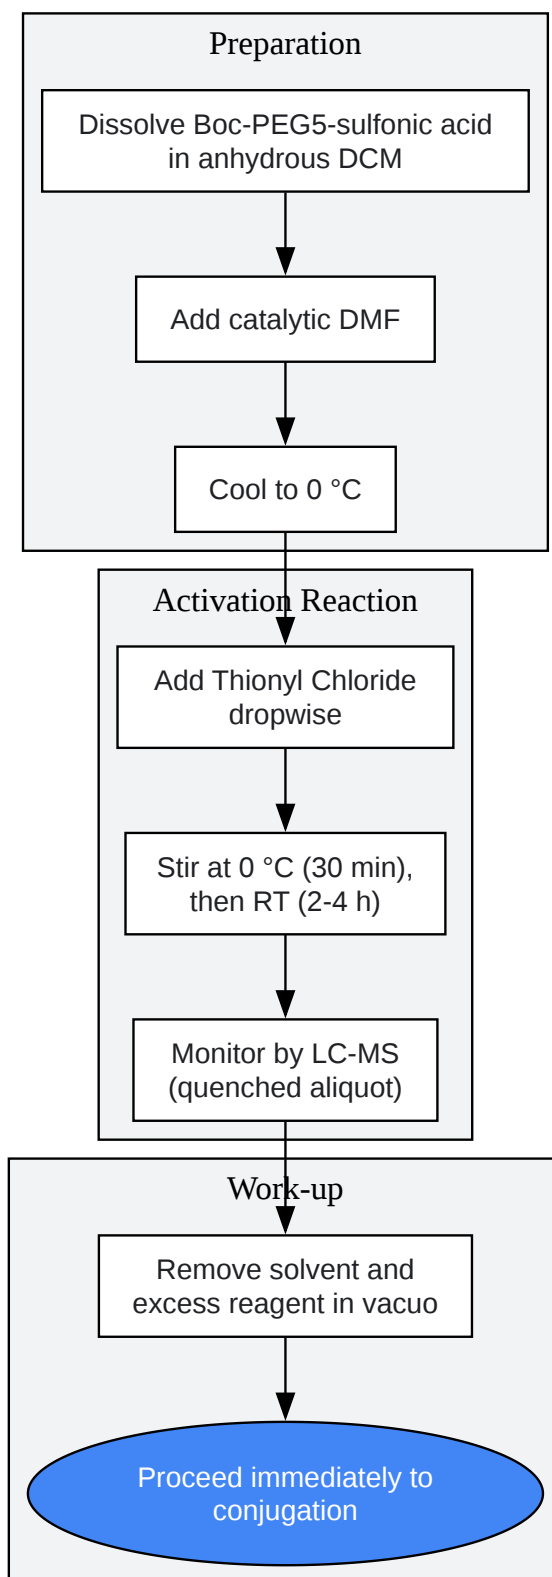 Preparation
Dissolve Boc-PEG5-sulfonic acid
in anhydrous DCM
Add catalytic DMF
Cool to 0 °C
Activation Reaction
Add Thionyl Chloride
dropwise
Stir at 0 °C (30 min),
then RT (2-4 h)
Monitor by LC-MS
(quenched aliquot)
Work-up
Remove solvent and
excess reagent in vacuo
Proceed immediately to
conjugation